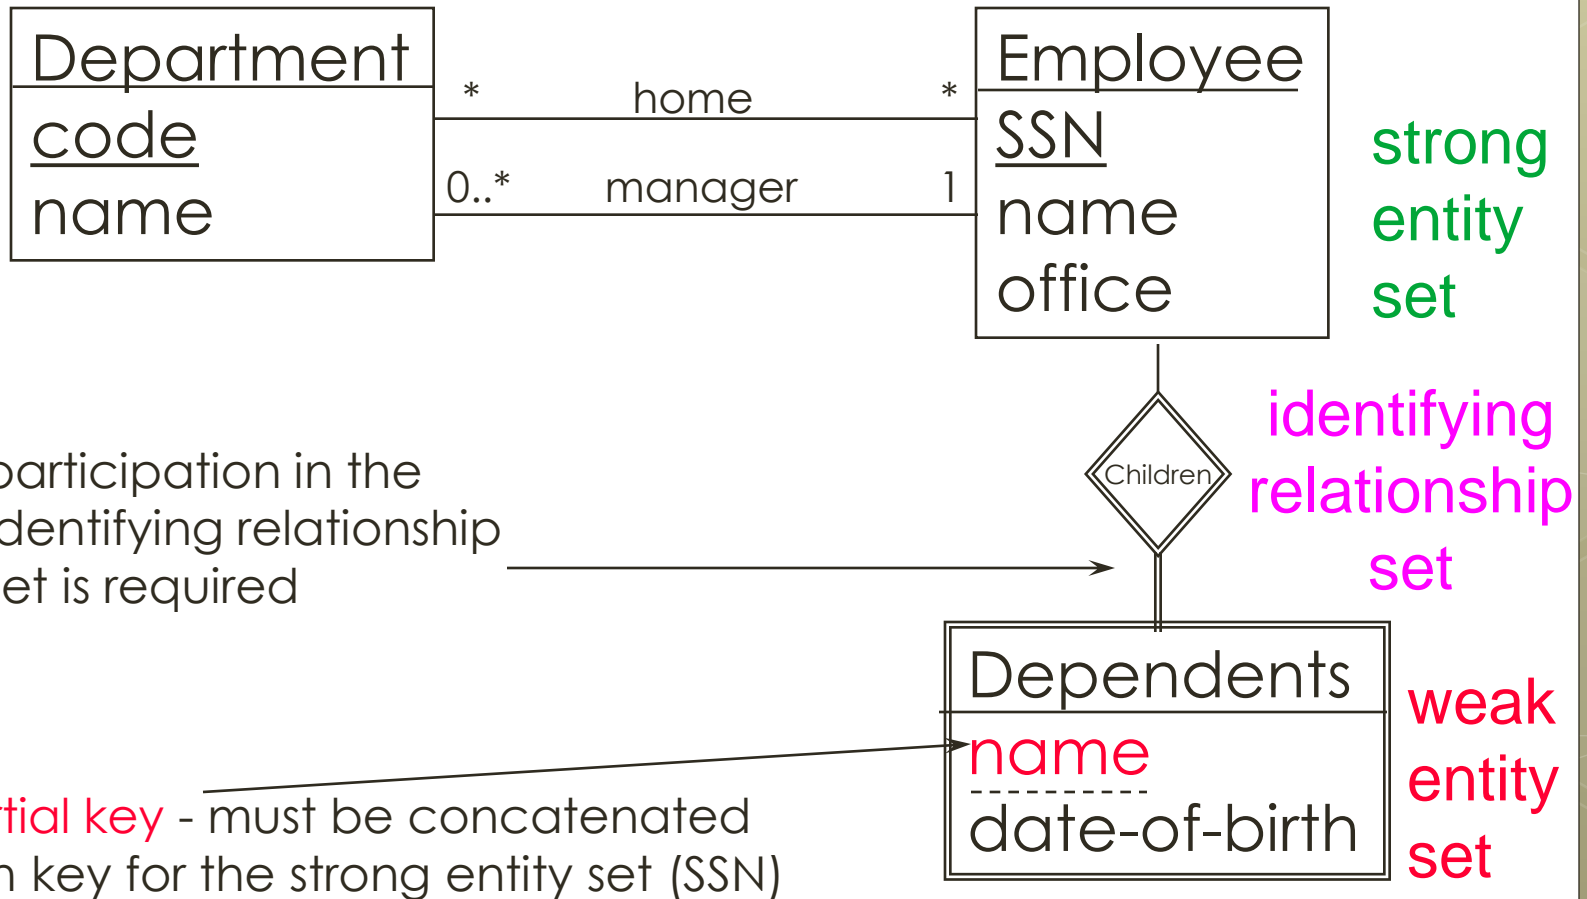 Department
code
name
* home *
0..* manager 1
Employee
SSN
name
office
strong
entity
set
Children
identifying
relationship
set
participation in the
dentifying relationship
et is required
Dependents
name
date-of-birth
weak
entity
set
tial key - must be concatenated
key for the strong entity set (SSN)